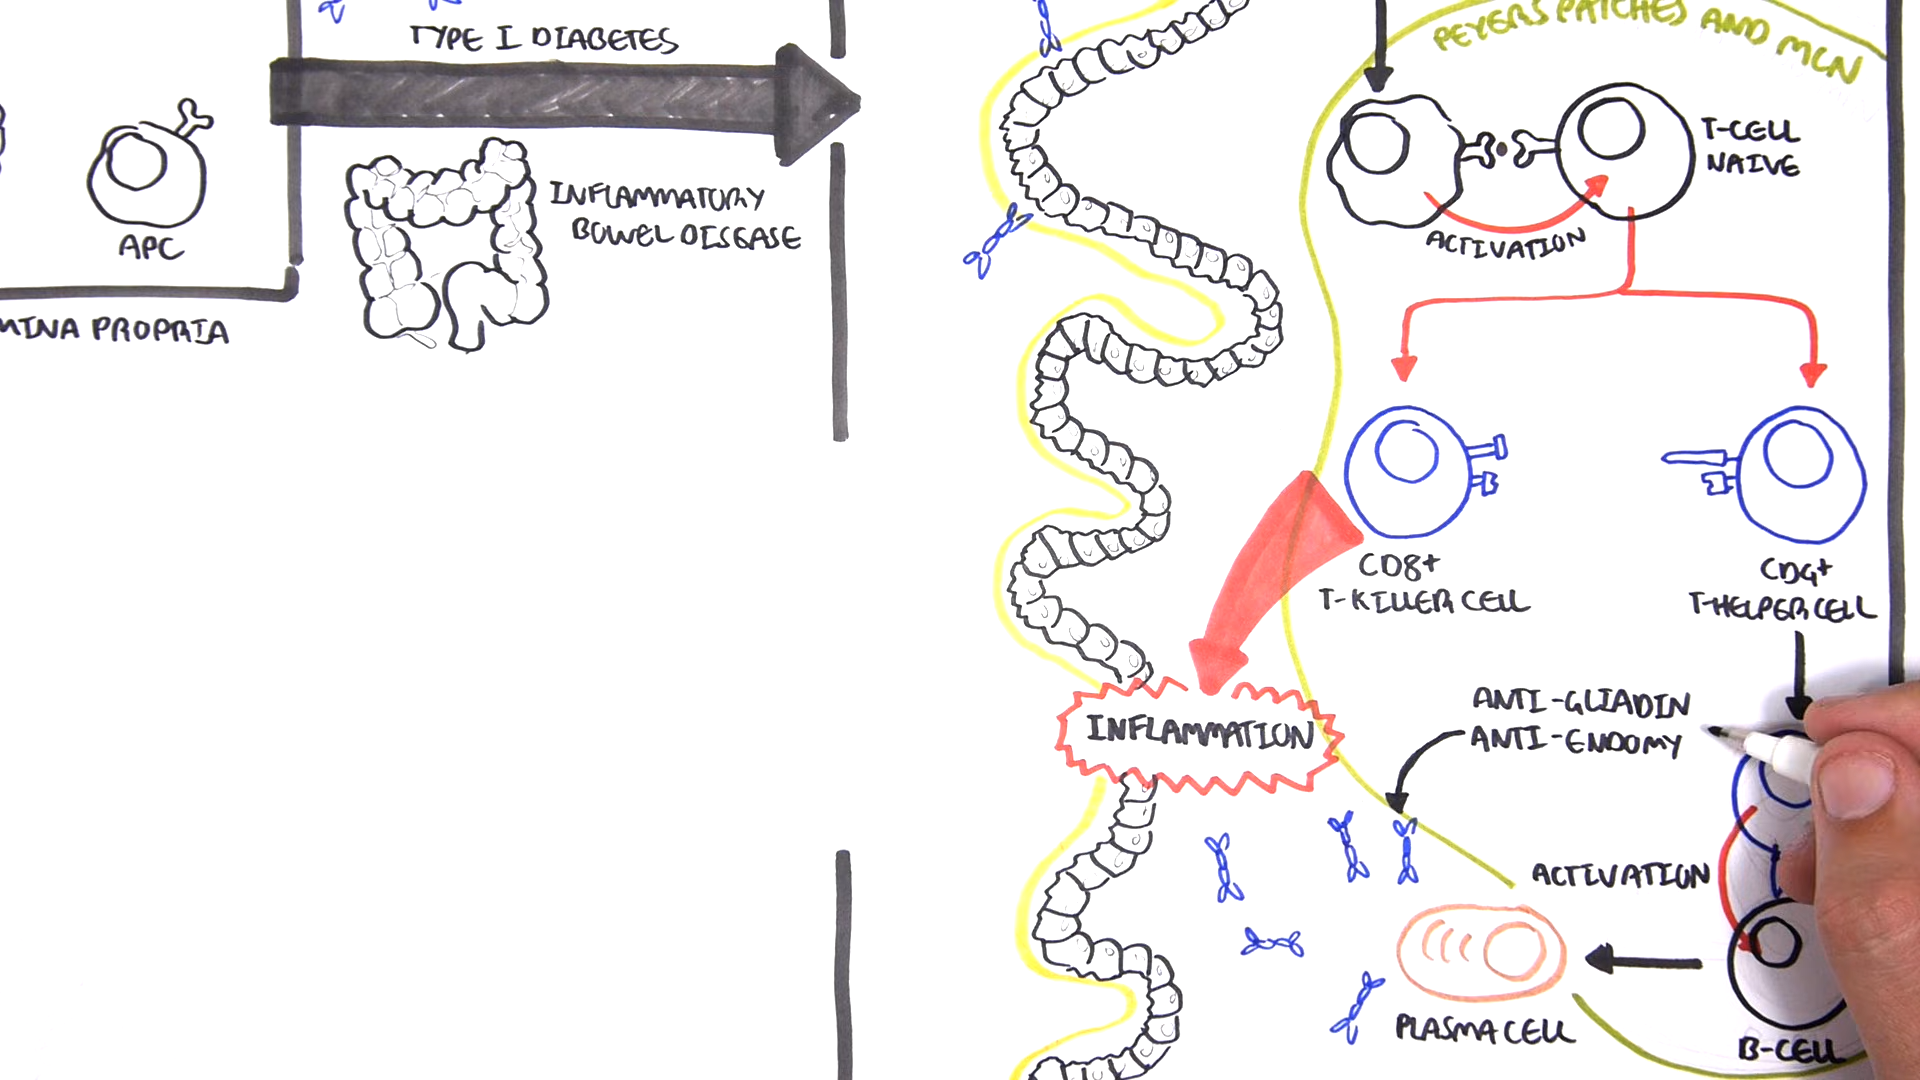 TYPE I DIABETES
APC
INFLAMMATORY
BOWEL DISEASE
MINA PROPRIA
PEYERS PATCHES AND MLN
T-CELL
NAIVE
ACTIVATION
CD8+
T-KILLER CELL
CD4+
T-HELPER CELL
ANTI-GLIADIN
ANTI-ENDOMY
INFLAMMATION
ACTIVATION
PLASMA CELL
B-CELL